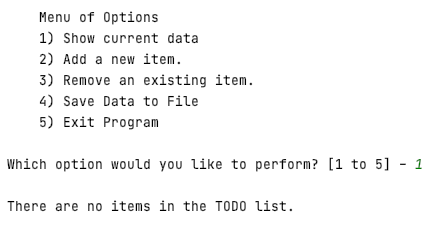 Menu of Options
1) Show current data
2) Add a new item.
3) Remove an existing item.
4) Save Data to File
5) Exit Program
Which option would you like to perform? [1 to 5] - 1
There are no items in the TODO list.